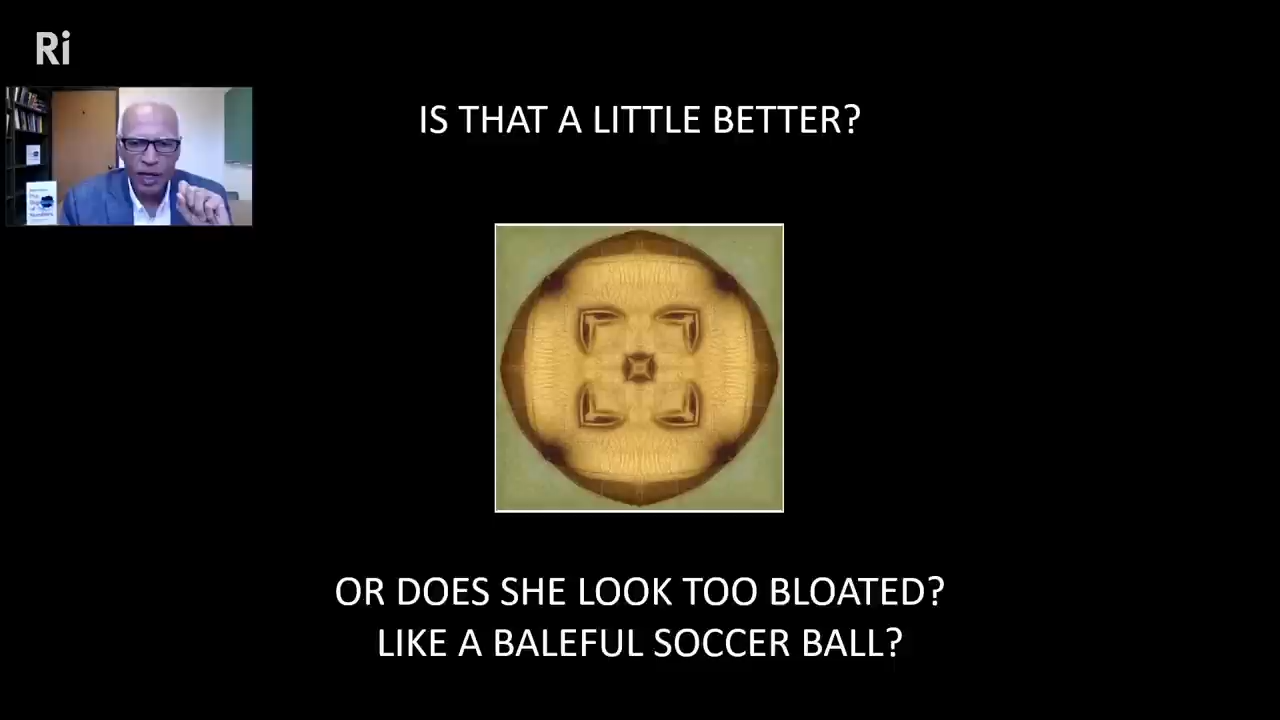 Ri
IS THAT A LITTLE BETTER?
OR DOES SHE LOOK TOO BLOATED?
LIKE A BALEFUL SOCCER BALL?